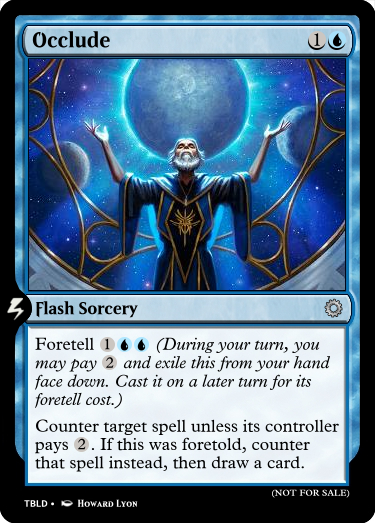 Occlude 1
Flash Sorcery
Foretell 1 (During your turn, you
may pay 2 and exile this from your hand
face down. Cast it on a later turn for its
foretell cost.)
Counter target spell unless its controller
pays 2. If this was foretold, counter
that spell instead, then draw a card.
TBLD • Howard Lyon
(NOT FOR SALE)